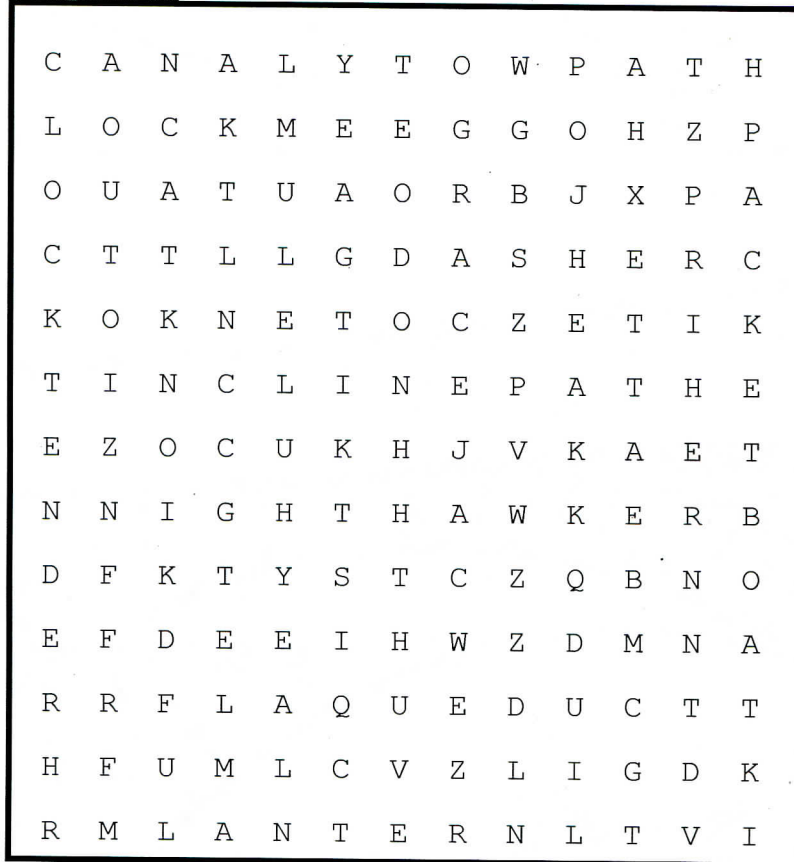 C A N A L Y T O W P A T H
L O C K M E E G G O H Z P
O U A T U A O R B J X P A
C T T L L G D A S H E R C
K O K N E T O C Z E T I K
T I N C L I N E P A T H E
E Z O C U K H J V K A E T
N N I G H T H A W K E R B
D F K T Y S T C Z Q B N O
E F D E E I H W Z D M N A
R R F L A Q U E D U C T T
H F U M L C V Z L I G D K
R M L A N T E R N L T V I